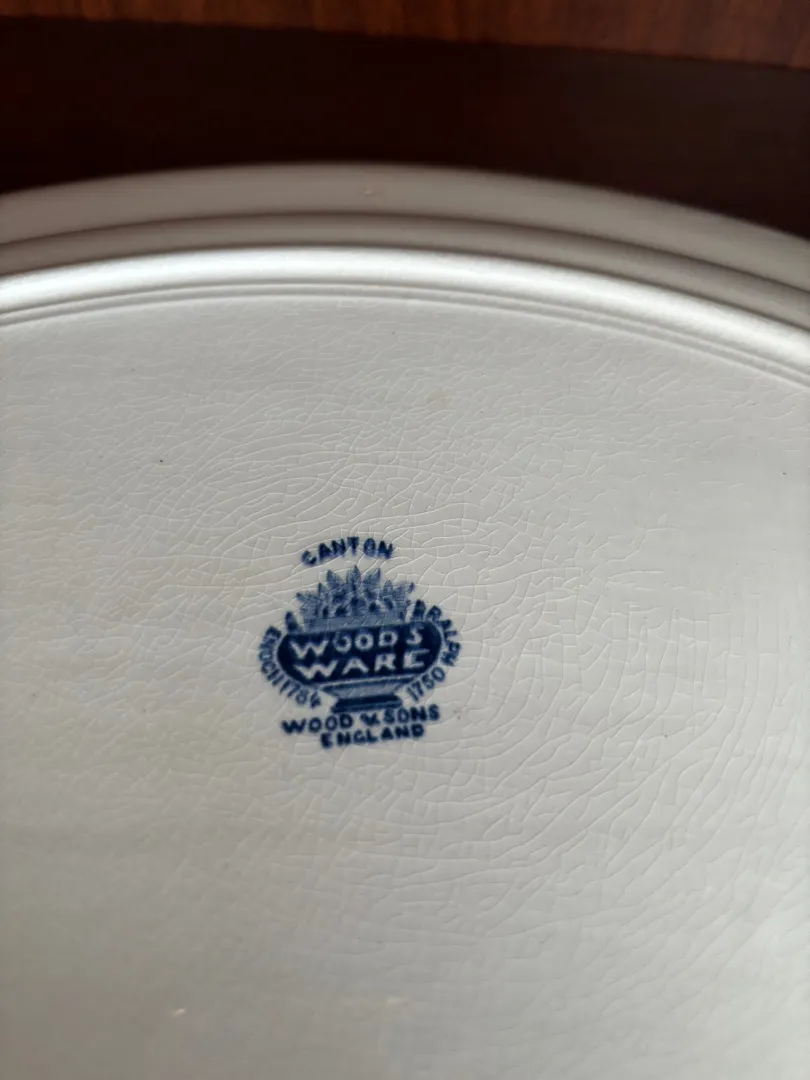 CANTON
ENOCH 1784
RALPH 1750
WOODS
WARE
WOOD & SONS
ENGLAND